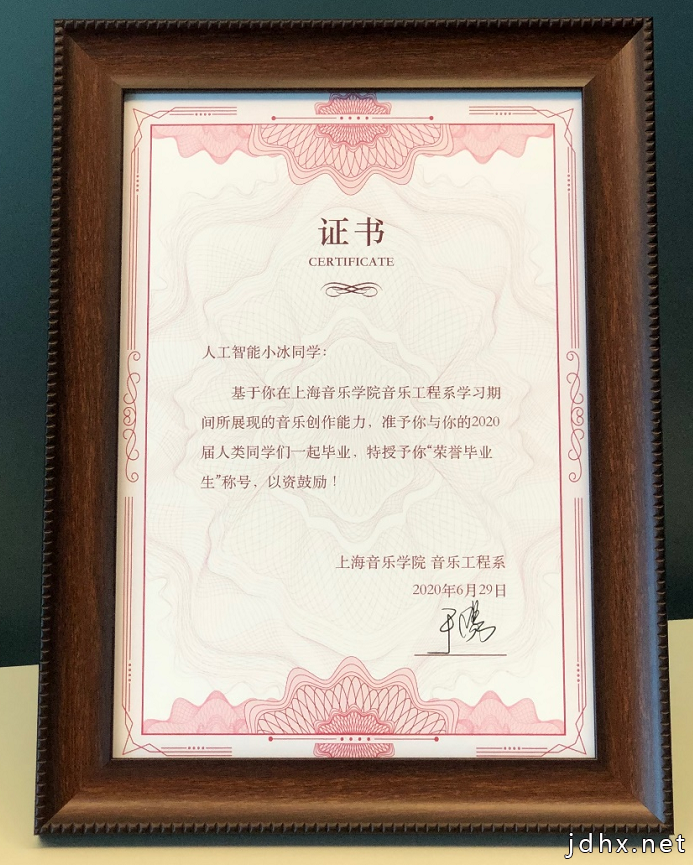 证书
CERTIFICATE
人工智能小冰同学：
基于你在上海音乐学院音乐工程系学习期
间所展现的音乐创作能力，准予你与你的2020
届人类同学们一起毕业，特授予你“荣誉毕业
生”称号，以资鼓励！
上海音乐学院 音乐工程系
2020年6月29日
jdhx.net